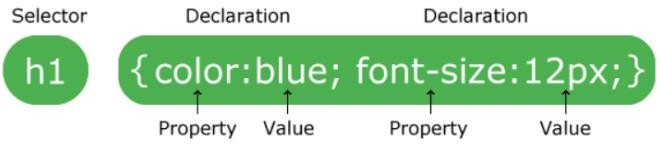 Selector Declaration Declaration
h1 {color:blue; font-size:12px;}
Property Value Property Value